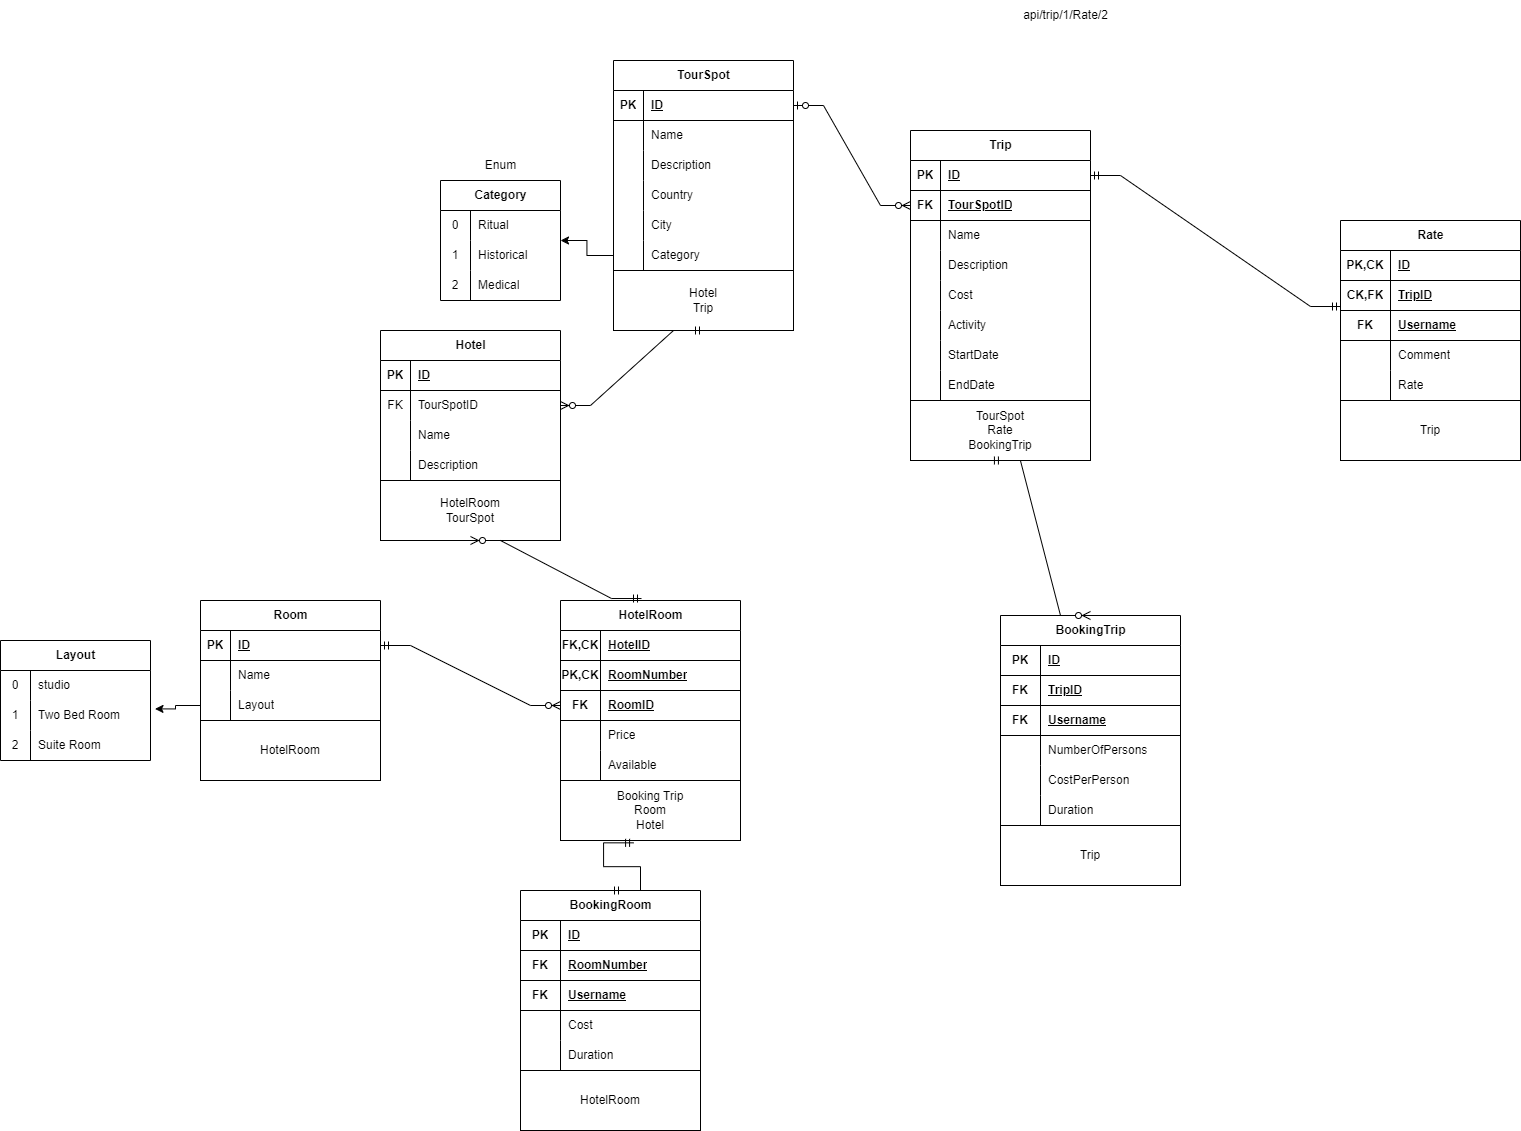 api/trip/1/Rate/2
TourSpot
PK ID
Name
Description
Country
City
Category
Hotel
Trip
Enum
Category
0 Ritual
1 Historical
2 Medical
Trip
PK ID
FK TourSpotID
Name
Description
Cost
Activity
StartDate
EndDate
TourSpot
Rate
BookingTrip
Rate
PK,CK ID
CK,FK TripID
FK Username
Comment
Rate
Trip
Hotel
PK ID
FK TourSpotID
Name
Description
HotelRoom
TourSpot
Layout
0 studio
1 Two Bed Room
2 Suite Room
Room
PK ID
Name
Layout
HotelRoom
HotelRoom
FK,CK HotelID
PK,CK RoomNumber
FK RoomID
Price
Available
Booking Trip
Room
Hotel
BookingTrip
PK ID
FK TripID
FK Username
NumberOfPersons
CostPerPerson
Duration
Trip
BookingRoom
PK ID
FK RoomNumber
FK Username
Cost
Duration
HotelRoom